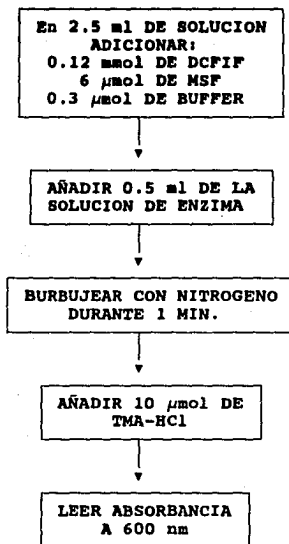 En 2.5 ml DE SOLUCION
ADICIONAR:
0.12 mmol DE DCFIF
6 μmol DE MSF
0.3 μmol DE BUFFER
AÑADIR 0.5 ml DE LA
SOLUCION DE ENZIMA
BURBUJEAR CON NITROGENO
DURANTE 1 MIN.
AÑADIR 10 μmol DE
TMA-HCl
LEER ABSORBANCIA
A 600 nm